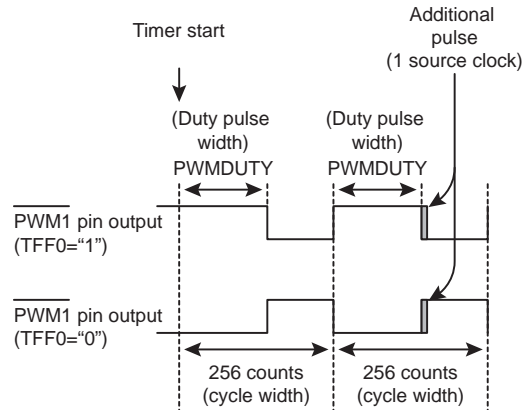 Additional
pulse
(1 source clock)
Timer start
(Duty pulse
width)
PWMDUTY
(Duty pulse
width)
PWMDUTY
PWM1 pin output
(TFF0=“1”)
PWM1 pin output
(TFF0=“0”)
256 counts
(cycle width)
256 counts
(cycle width)